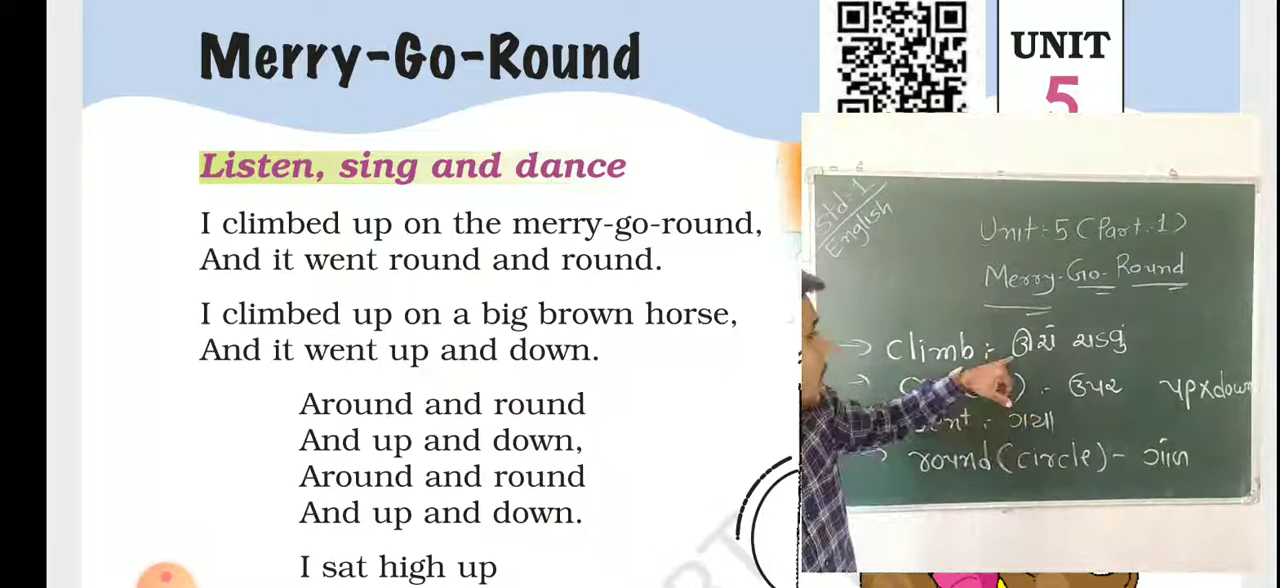 Merry-Go-Round
UNIT
5
Listen, sing and dance
I climbed up on the merry-go-round,
And it went round and round.
I climbed up on a big brown horse,
And it went up and down.
Around and round
And up and down,
Around and round
And up and down.
I sat high up
Std:1
English
Unit:-5 (Part:-1)
Merry-Go-Round
→ Climb :- ઊંચે ચડવું
: ઉપર up×down
: ગયા
→ round (circle) - ગોળ